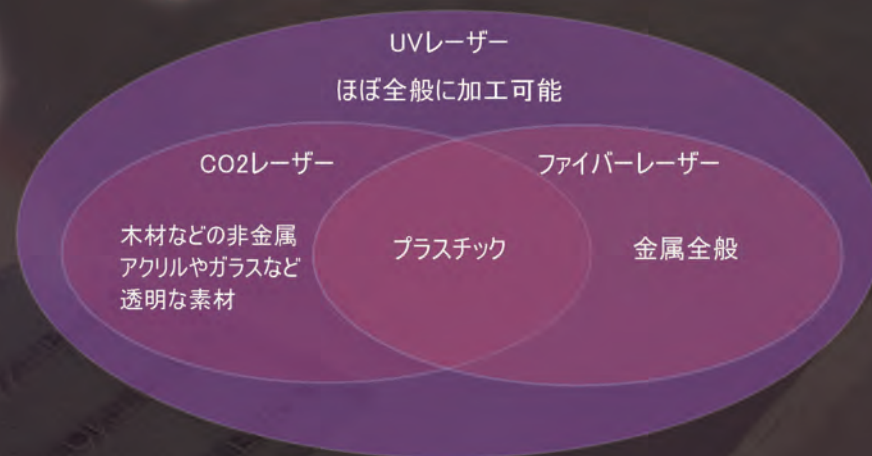 UVレーザー
ほぼ全般に加工可能
CO2レーザー
ファイバーレーザー
木材などの非金属
アクリルやガラスなど
透明な素材
プラスチック
金属全般